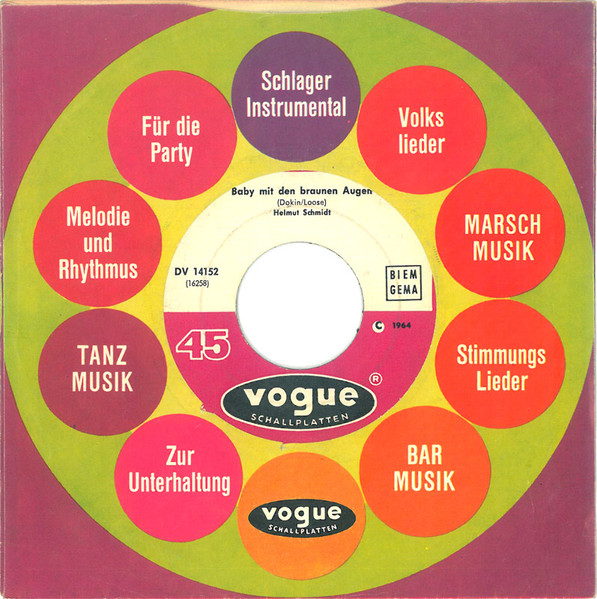 Schlager
Instrumental
Für die
Party
Volks
lieder
Melodie
und
Rhythmus
MARSCH
MUSIK
TANZ
MUSIK
Stimmungs
Lieder
Zur
Unterhaltung
BAR
MUSIK
vogue
SCHALLPLATTEN
Baby mit den braunen Augen
(Dakin/Loose)
Helmut Schmidt
DV 14152
(16258)
BIEM
GEMA
45
C 1964
vogue ®
SCHALLPLATTEN